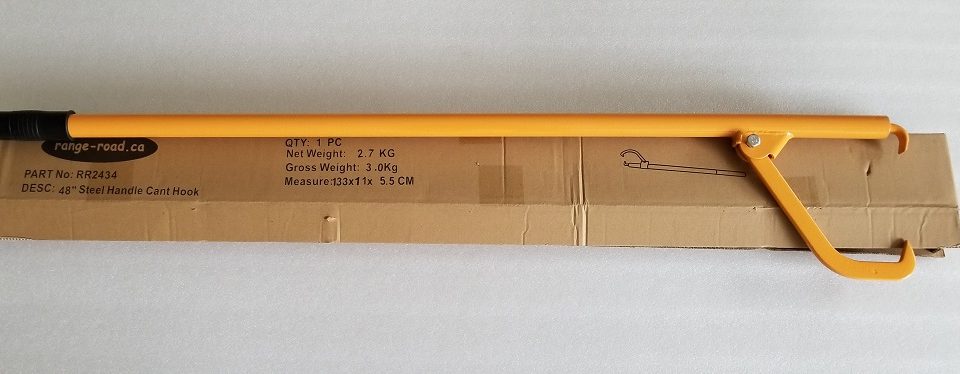 range-road.ca
PART No: RR2434
DESC: 48" Steel Handle Cant Hook
QTY: 1 PC
Net Weight: 2.7 KG
Gross Weight: 3.0Kg
Measure:133x11x 5.5 CM